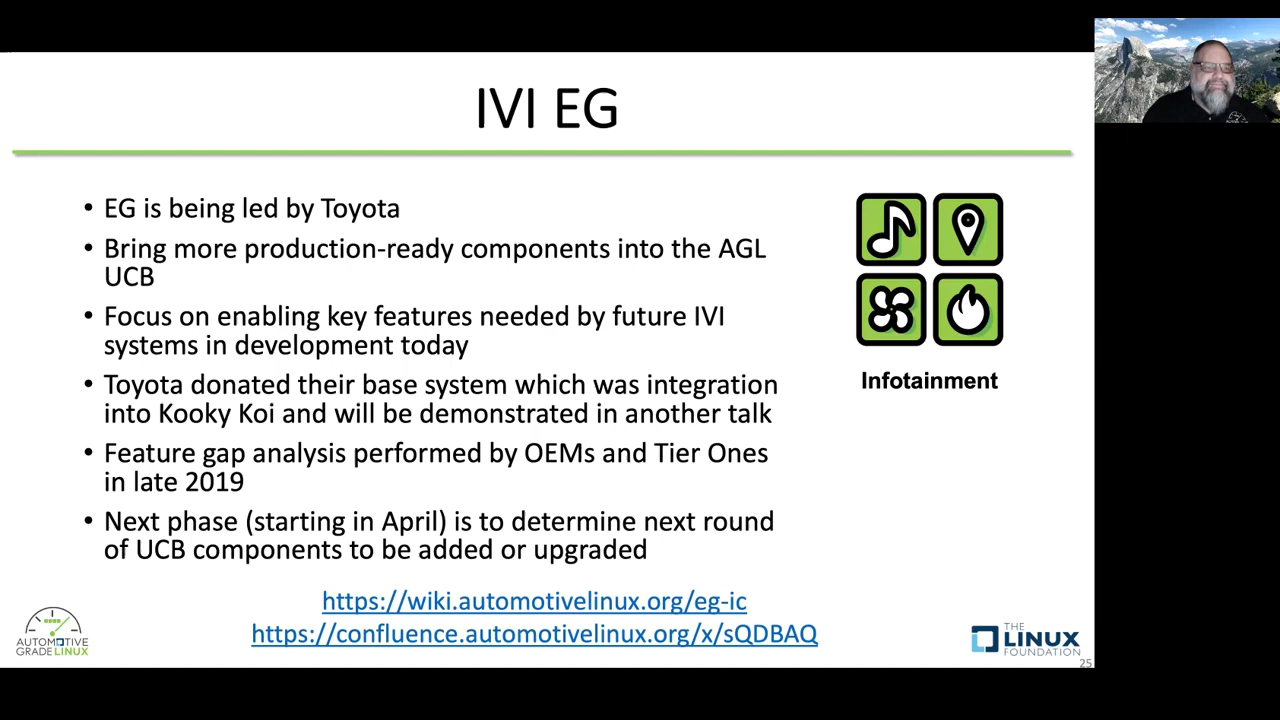 IVI EG
• EG is being led by Toyota
• Bring more production-ready components into the AGL
UCB
• Focus on enabling key features needed by future IVI
systems in development today
• Toyota donated their base system which was integration
into Kooky Koi and will be demonstrated in another talk
• Feature gap analysis performed by OEMs and Tier Ones
in late 2019
• Next phase (starting in April) is to determine next round
of UCB components to be added or upgraded
Infotainment
https://wiki.automotivelinux.org/eg-ic
https://confluence.automotivelinux.org/x/sQDBAQ
AUTOMOTIVE
GRADELINUX
THE
LINUX
FOUNDATION
25